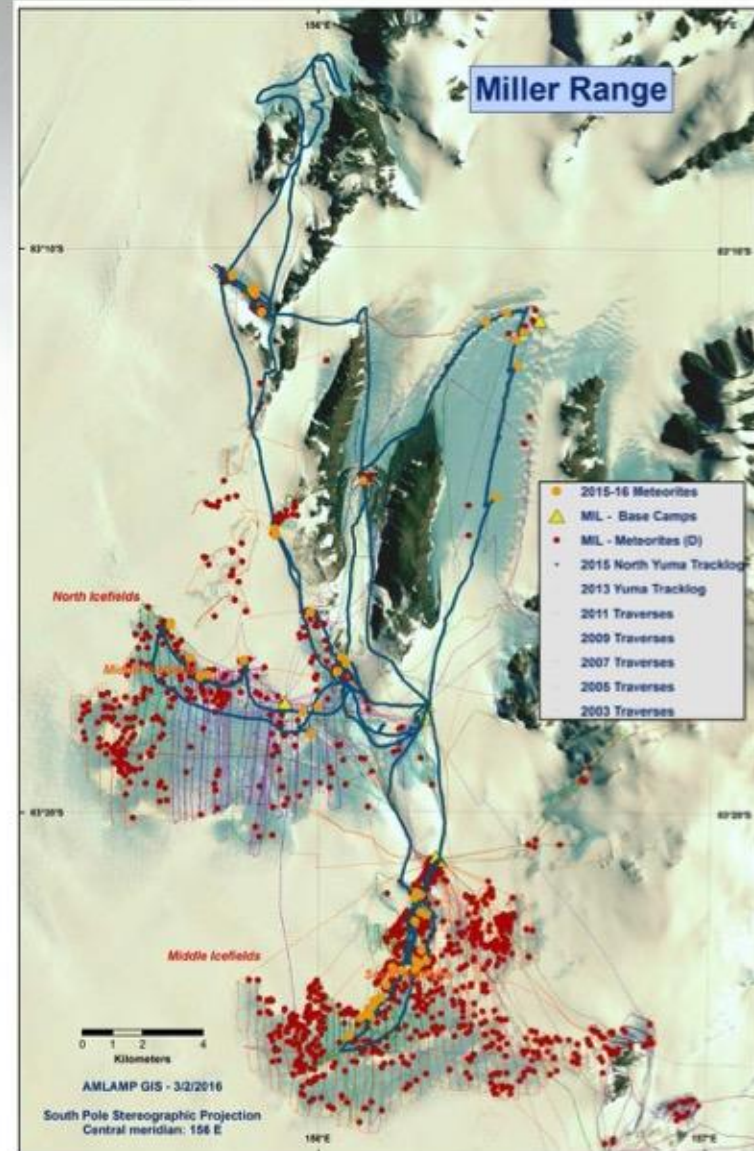 156°E
Miller Range
83°10'S
83°10'S
2015-16 Meteorites
MIL - Base Camps
MIL - Meteorites (D)
2015 North Yuma Tracklog
2013 Yuma Tracklog
2011 Traverses
2009 Traverses
2007 Traverses
2005 Traverses
2003 Traverses
North Icefields
83°20'S
83°20'S
Middle Icefields
0 1 2 4
Kilometers
AMLAMP GIS - 3/2/2016
South Pole Stereographic Projection
Central meridian: 156 E
156°E
157°E